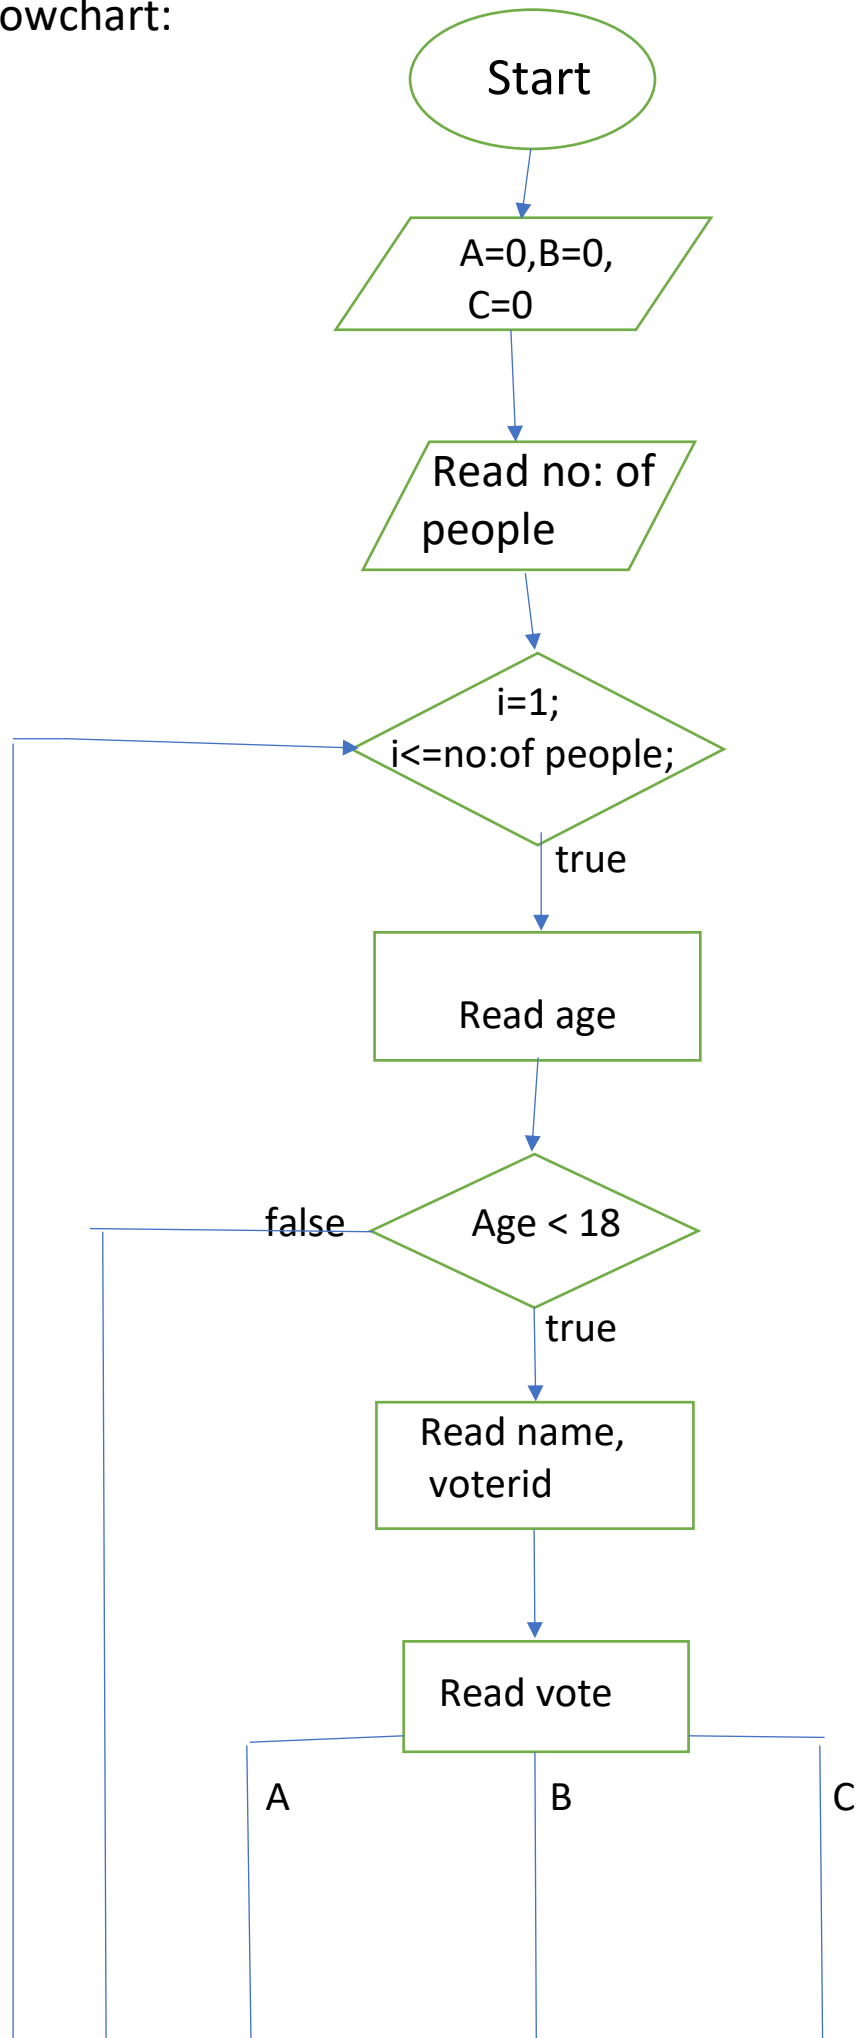 owchart:
Start
A=0,B=0,
C=0
Read no: of
people
i=1;
i<=no:of people;
true
Read age
false
Age < 18
true
Read name,
voterid
Read vote
A
B
C